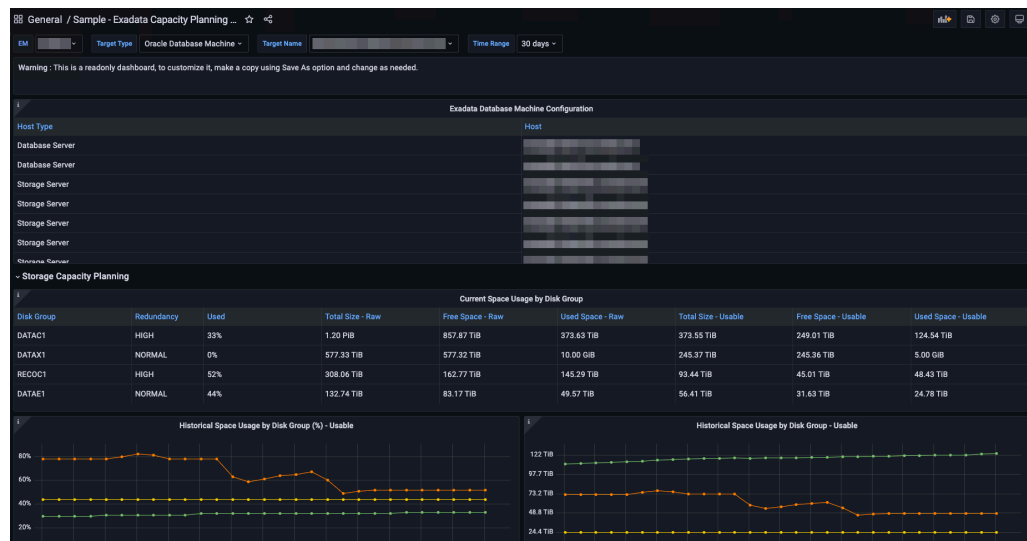 General / Sample - Exadata Capacity Planning ...
EM Target Type Oracle Database Machine Target Name Time Range 30 days
Warning : This is a readonly dashboard, to customize it, make a copy using Save As option and change as needed.
Exadata Database Machine Configuration
Host Type Host
Database Server
Database Server
Storage Server
Storage Server
Storage Server
Storage Server
Storage Server
Storage Capacity Planning
Current Space Usage by Disk Group
Disk Group Redundancy Used Total Size - Raw Free Space - Raw Used Space - Raw Total Size - Usable Free Space - Usable Used Space - Usable
DATAC1 HIGH 33% 1.20 PiB 857.87 TiB 373.63 TiB 373.55 TiB 249.01 TiB 124.54 TiB
DATAX1 NORMAL 0% 577.33 TiB 577.32 TiB 10.00 GiB 245.37 TiB 245.36 TiB 5.00 GiB
RECOC1 HIGH 52% 308.06 TiB 162.77 TiB 145.29 TiB 93.44 TiB 45.01 TiB 48.43 TiB
DATAE1 NORMAL 44% 132.74 TiB 83.17 TiB 49.57 TiB 56.41 TiB 31.63 TiB 24.78 TiB
Historical Space Usage by Disk Group (%) - Usable
80%
60%
40%
20%
Historical Space Usage by Disk Group - Usable
122 TiB
97.7 TiB
73.2 TiB
48.8 TiB
24.4 TiB